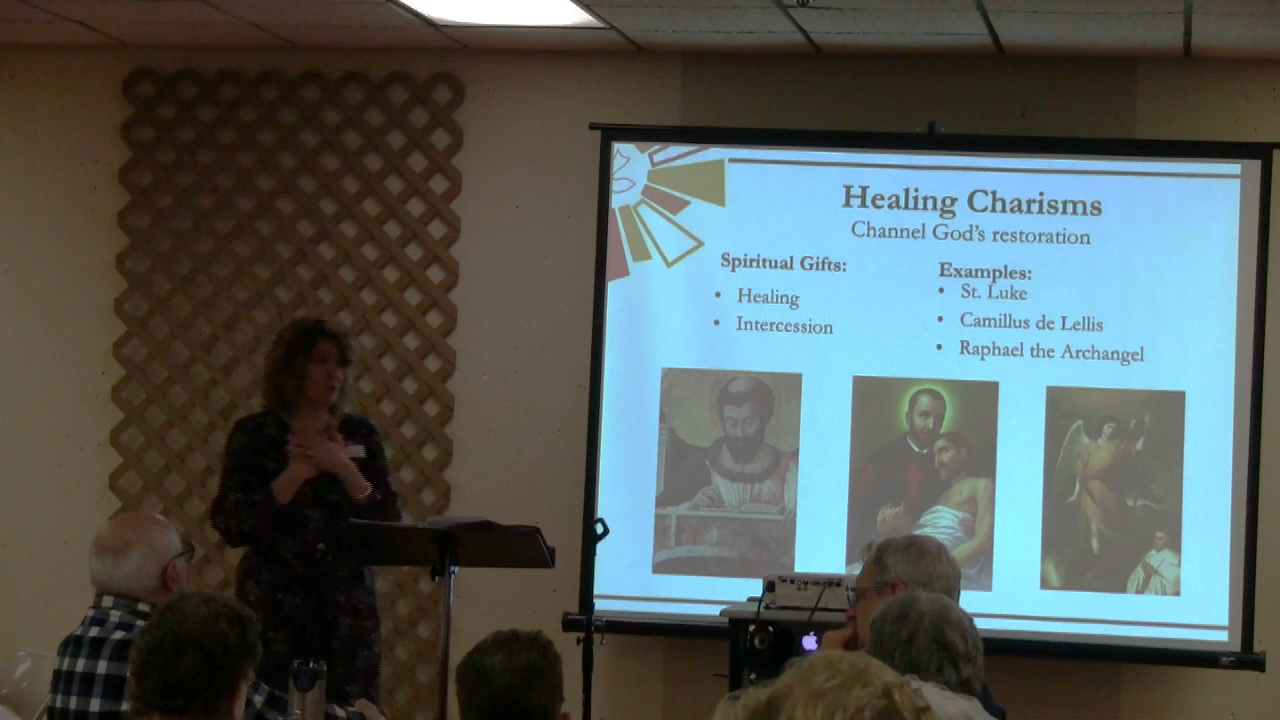 Healing Charisms
Channel God's restoration
Spiritual Gifts:
• Healing
• Intercession
Examples:
• St. Luke
• Camillus de Lellis
• Raphael the Archangel